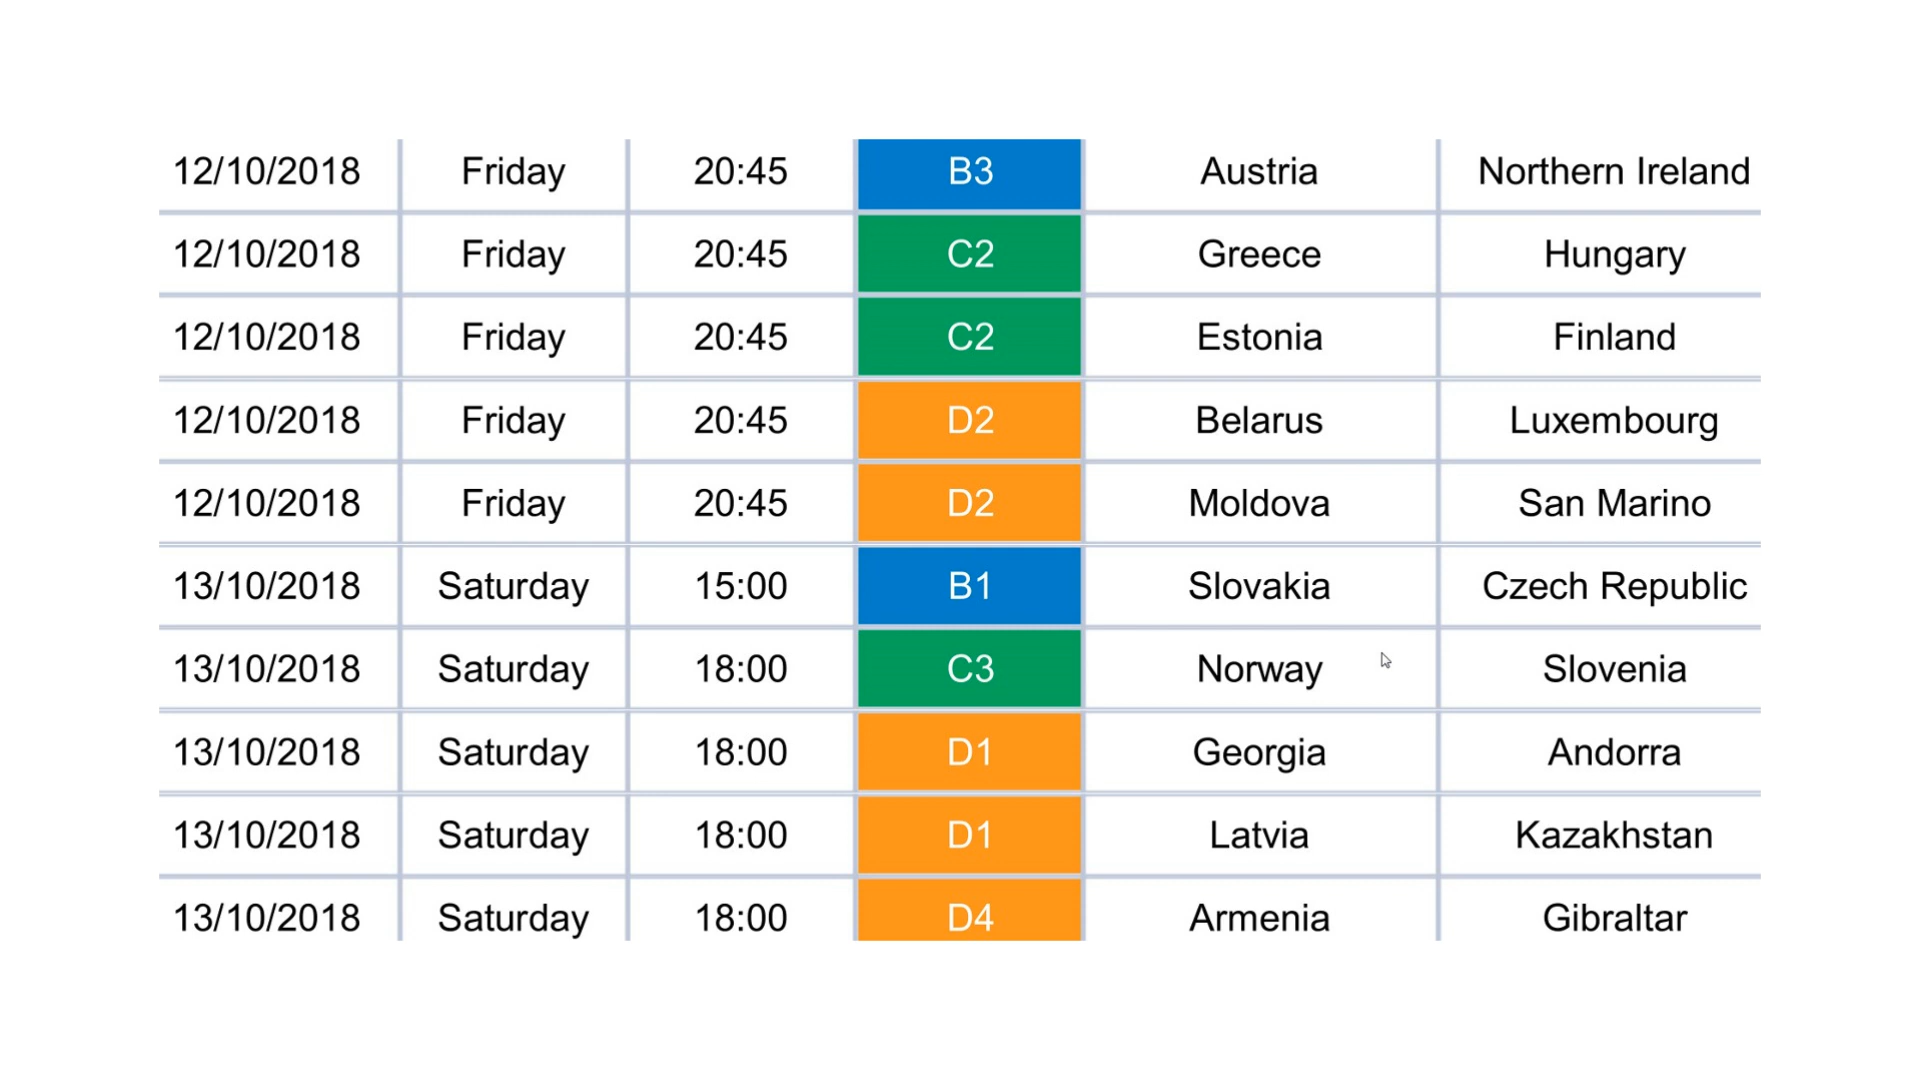 12/10/2018 Friday 20:45 B3 Austria Northern Ireland
12/10/2018 Friday 20:45 C2 Greece Hungary
12/10/2018 Friday 20:45 C2 Estonia Finland
12/10/2018 Friday 20:45 D2 Belarus Luxembourg
12/10/2018 Friday 20:45 D2 Moldova San Marino
13/10/2018 Saturday 15:00 B1 Slovakia Czech Republic
13/10/2018 Saturday 18:00 C3 Norway Slovenia
13/10/2018 Saturday 18:00 D1 Georgia Andorra
13/10/2018 Saturday 18:00 D1 Latvia Kazakhstan
13/10/2018 Saturday 18:00 D4 Armenia Gibraltar